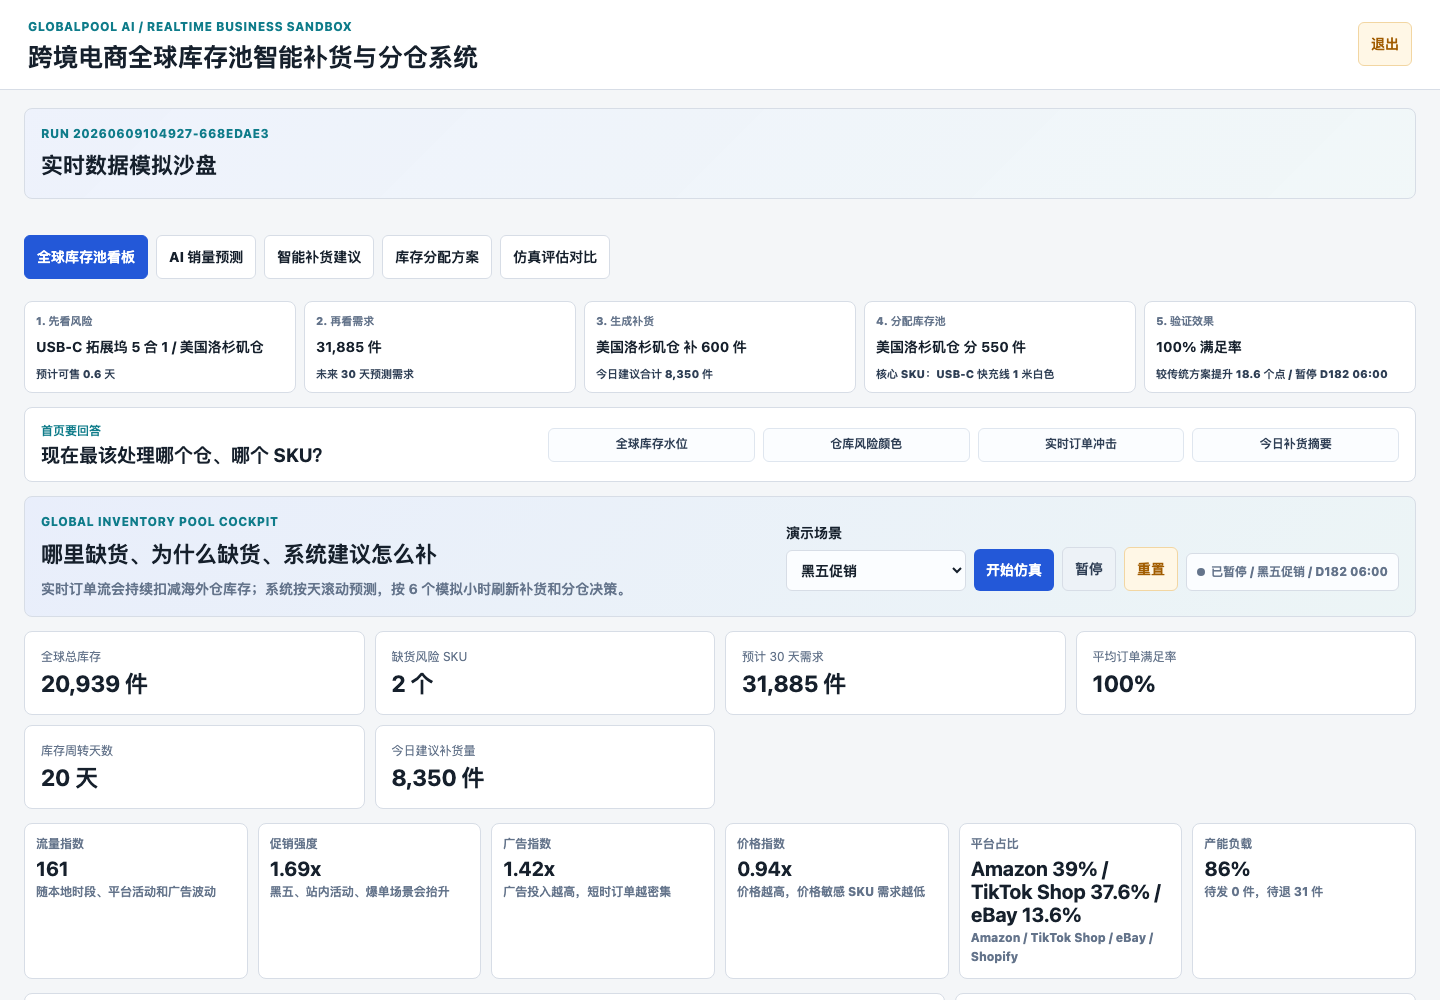 GLOBALPOOL AI / REALTIME BUSINESS SANDBOX
跨境电商全球库存池智能补货与分仓系统
退出
RUN 20260609104927-668EDAE3
实时数据模拟沙盘
全球库存池看板
AI 销量预测
智能补货建议
库存分配方案
仿真评估对比
1. 先看风险
USB-C 拓展坞 5 合 1 / 美国洛杉矶仓
预计可售 0.6 天
2. 再看需求
31,885 件
未来 30 天预测需求
3. 生成补货
美国洛杉矶仓 补 600 件
今日建议合计 8,350 件
4. 分配库存池
美国洛杉矶仓 分 550 件
核心 SKU：USB-C 快充线 1 米白色
5. 验证效果
100% 满足率
较传统方案提升 18.6 个点 / 暂停 D182 06:00
首页要回答
现在最该处理哪个仓、哪个 SKU?
全球库存水位
仓库风险颜色
实时订单冲击
今日补货摘要
GLOBAL INVENTORY POOL COCKPIT
哪里缺货、为什么缺货、系统建议怎么补
实时订单流会持续扣减海外仓库存；系统按天滚动预测，按 6 个模拟小时刷新补货和分仓决策。
演示场景
黑五促销
开始仿真
暂停
重置
已暂停 / 黑五促销 / D182 06:00
全球总库存
20,939 件
缺货风险 SKU
2 个
预计 30 天需求
31,885 件
平均订单满足率
100%
库存周转天数
20 天
今日建议补货量
8,350 件
流量指数
161
随本地时段、平台活动和广告波动
促销强度
1.69x
黑五、站内活动、爆单场景会抬升
广告指数
1.42x
广告投入越高，短时订单越密集
价格指数
0.94x
价格越高，价格敏感 SKU 需求越低
平台占比
Amazon 39% /
TikTok Shop 37.6% /
eBay 13.6%
Amazon / TikTok Shop / eBay /
Shopify
产能负载
86%
待发 0 件，待退 31 件